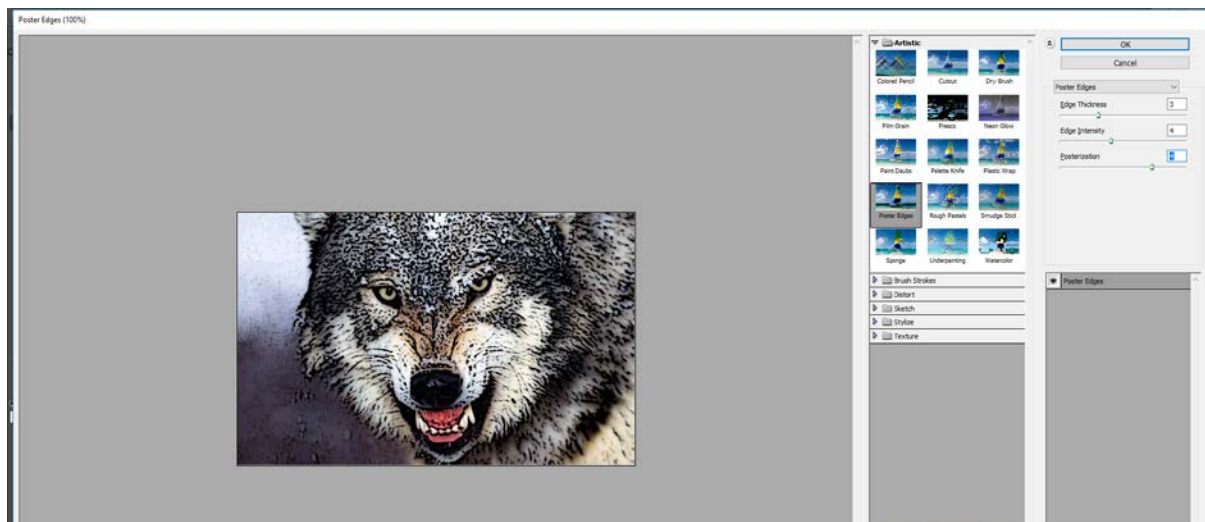 Poster Edges (100%)
Artistic
Colored Pencil
Cutout
Dry Brush
Film Grain
Fresco
Neon Glow
Paint Daubs
Palette Knife
Plastic Wrap
Poster Edges
Rough Pastels
Smudge Stick
Sponge
Underpainting
Watercolor
Brush Strokes
Distort
Sketch
Stylize
Texture
OK
Cancel
Poster Edges
Edge Thickness 3
Edge Intensity 4
Posterization
Poster Edges